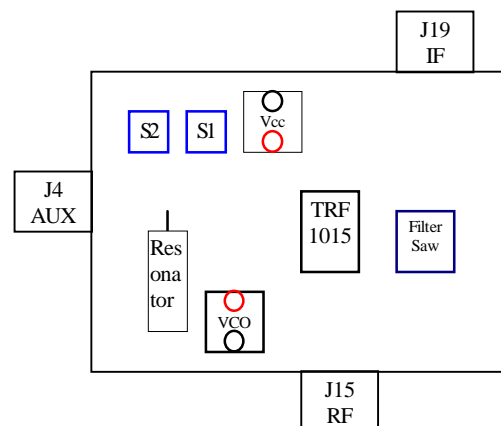 J19
IF
S2
S1
Vcc
J4
AUX
TRF
1015
Filter
Saw
Res
ona
tor
VCO
J15
RF